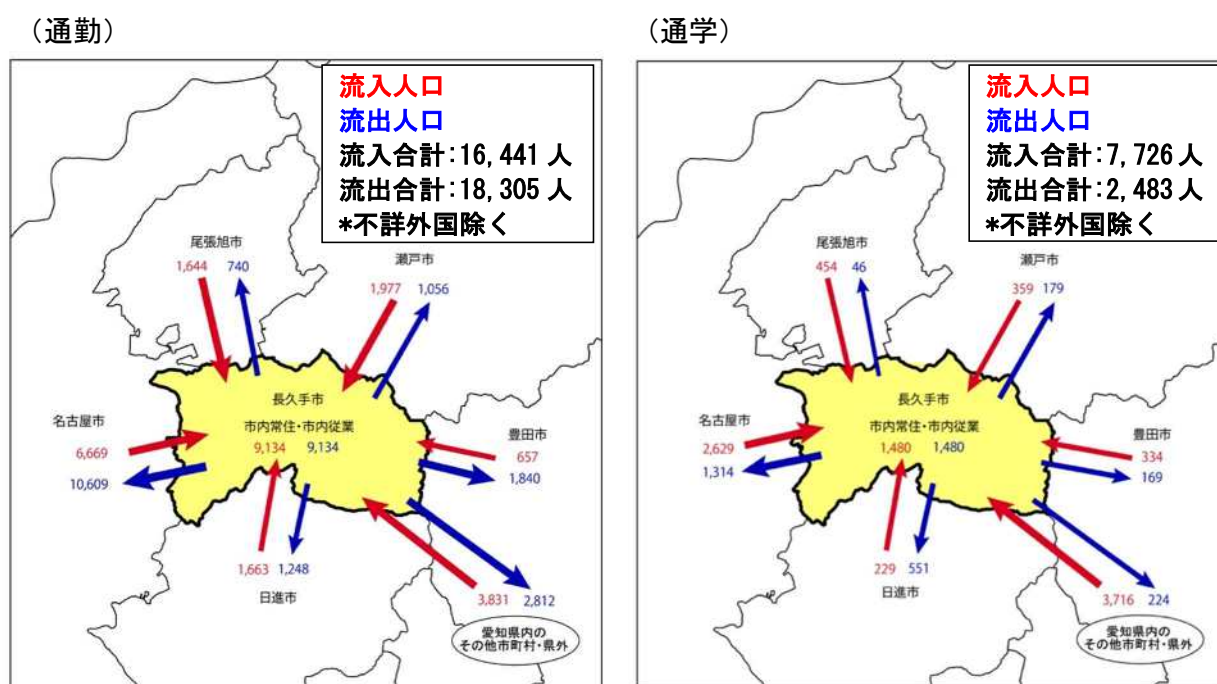 （通勤）
流入人口
流出人口
流入合計：16,441 人
流出合計：18,305 人
*不詳外国除く
尾張旭市
1,644 740
瀬戸市
1,977 1,056
長久手市
市内常住・市内従業
9,134 9,134
名古屋市
6,669
10,609
豊田市
657
1,840
1,663 1,248
日進市
3,831 2,812
愛知県内の
その他市町村・県外
（通学）
流入人口
流出人口
流入合計：7,726 人
流出合計：2,483 人
*不詳外国除く
尾張旭市
454 46
瀬戸市
359 179
長久手市
市内常住・市内従業
1,480 1,480
名古屋市
2,629
1,314
豊田市
334
169
229 551
日進市
3,716 224
愛知県内の
その他市町村・県外